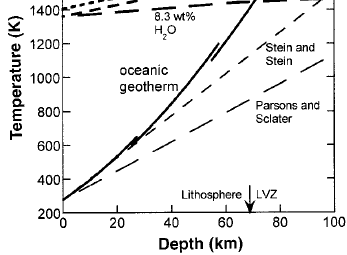 1400
8.3 wt%
H2O
1200
Stein and
Stein
oceanic
geotherm
1000
Parsons and
Sclater
800
600
400
Lithosphere
LVZ
200
0
20
40
60
80
100
Temperature (K)
Depth (km)